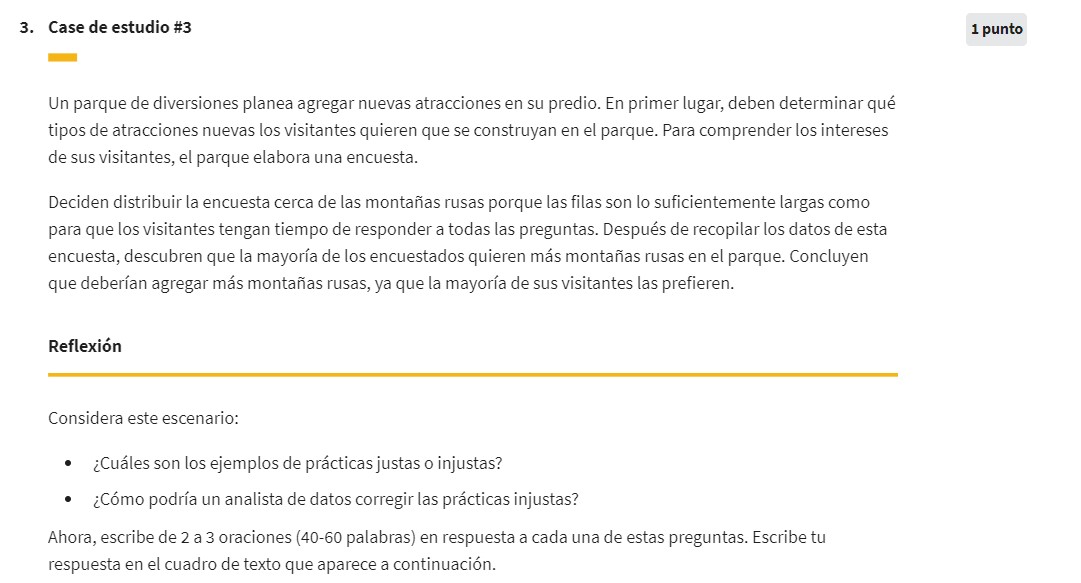 3. Case de estudio #3
1 punto
Un parque de diversiones planea agregar nuevas atracciones en su predio. En primer lugar, deben determinar qué
tipos de atracciones nuevas los visitantes quieren que se construyan en el parque. Para comprender los intereses
de sus visitantes, el parque elabora una encuesta.
Deciden distribuir la encuesta cerca de las montañas rusas porque las filas son lo suficientemente largas como
para que los visitantes tengan tiempo de responder a todas las preguntas. Después de recopilar los datos de esta
encuesta, descubren que la mayoría de los encuestados quieren más montañas rusas en el parque. Concluyen
que deberían agregar más montañas rusas, ya que la mayoría de sus visitantes las prefieren.
Reflexión
Considera este escenario:
• ¿Cuáles son los ejemplos de prácticas justas o injustas?
• ¿Cómo podría un analista de datos corregir las prácticas injustas?
Ahora, escribe de 2 a 3 oraciones (40-60 palabras) en respuesta a cada una de estas preguntas. Escribe tu
respuesta en el cuadro de texto que aparece a continuación.